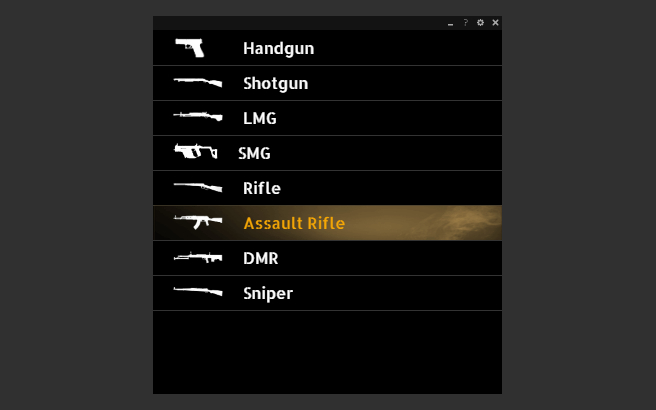 ?
Handgun
Shotgun
LMG
SMG
Rifle
Assault Rifle
DMR
Sniper